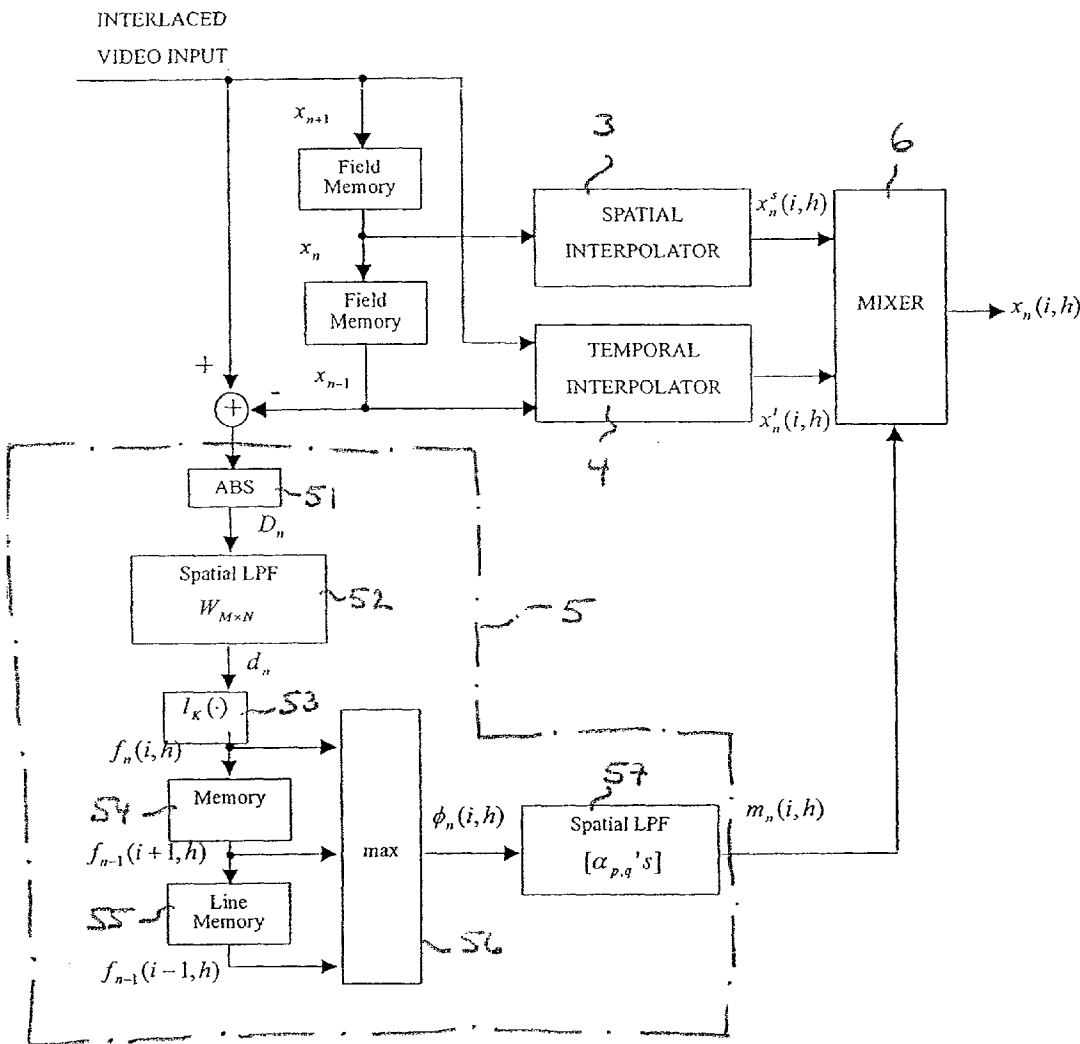 INTERLACED
VIDEO INPUT
x_{n+1}
Field
Memory
x_n
Field
Memory
x_{n-1}
3
SPATIAL
INTERPOLATOR
x_n^s(i,h)
TEMPORAL
INTERPOLATOR
4
x_n^t(i,h)
6
MIXER
x_n(i,h)
+
-
+
ABS
51
D_n
Spatial LPF
W_{M×N}
52
d_n
5
l_K(·)
53
f_n(i,h)
54
Memory
f_{n-1}(i+1,h)
55
Line
Memory
f_{n-1}(i-1,h)
max
56
ϕ_n(i,h)
57
Spatial LPF
[α_{p,q}'s]
m_n(i,h)